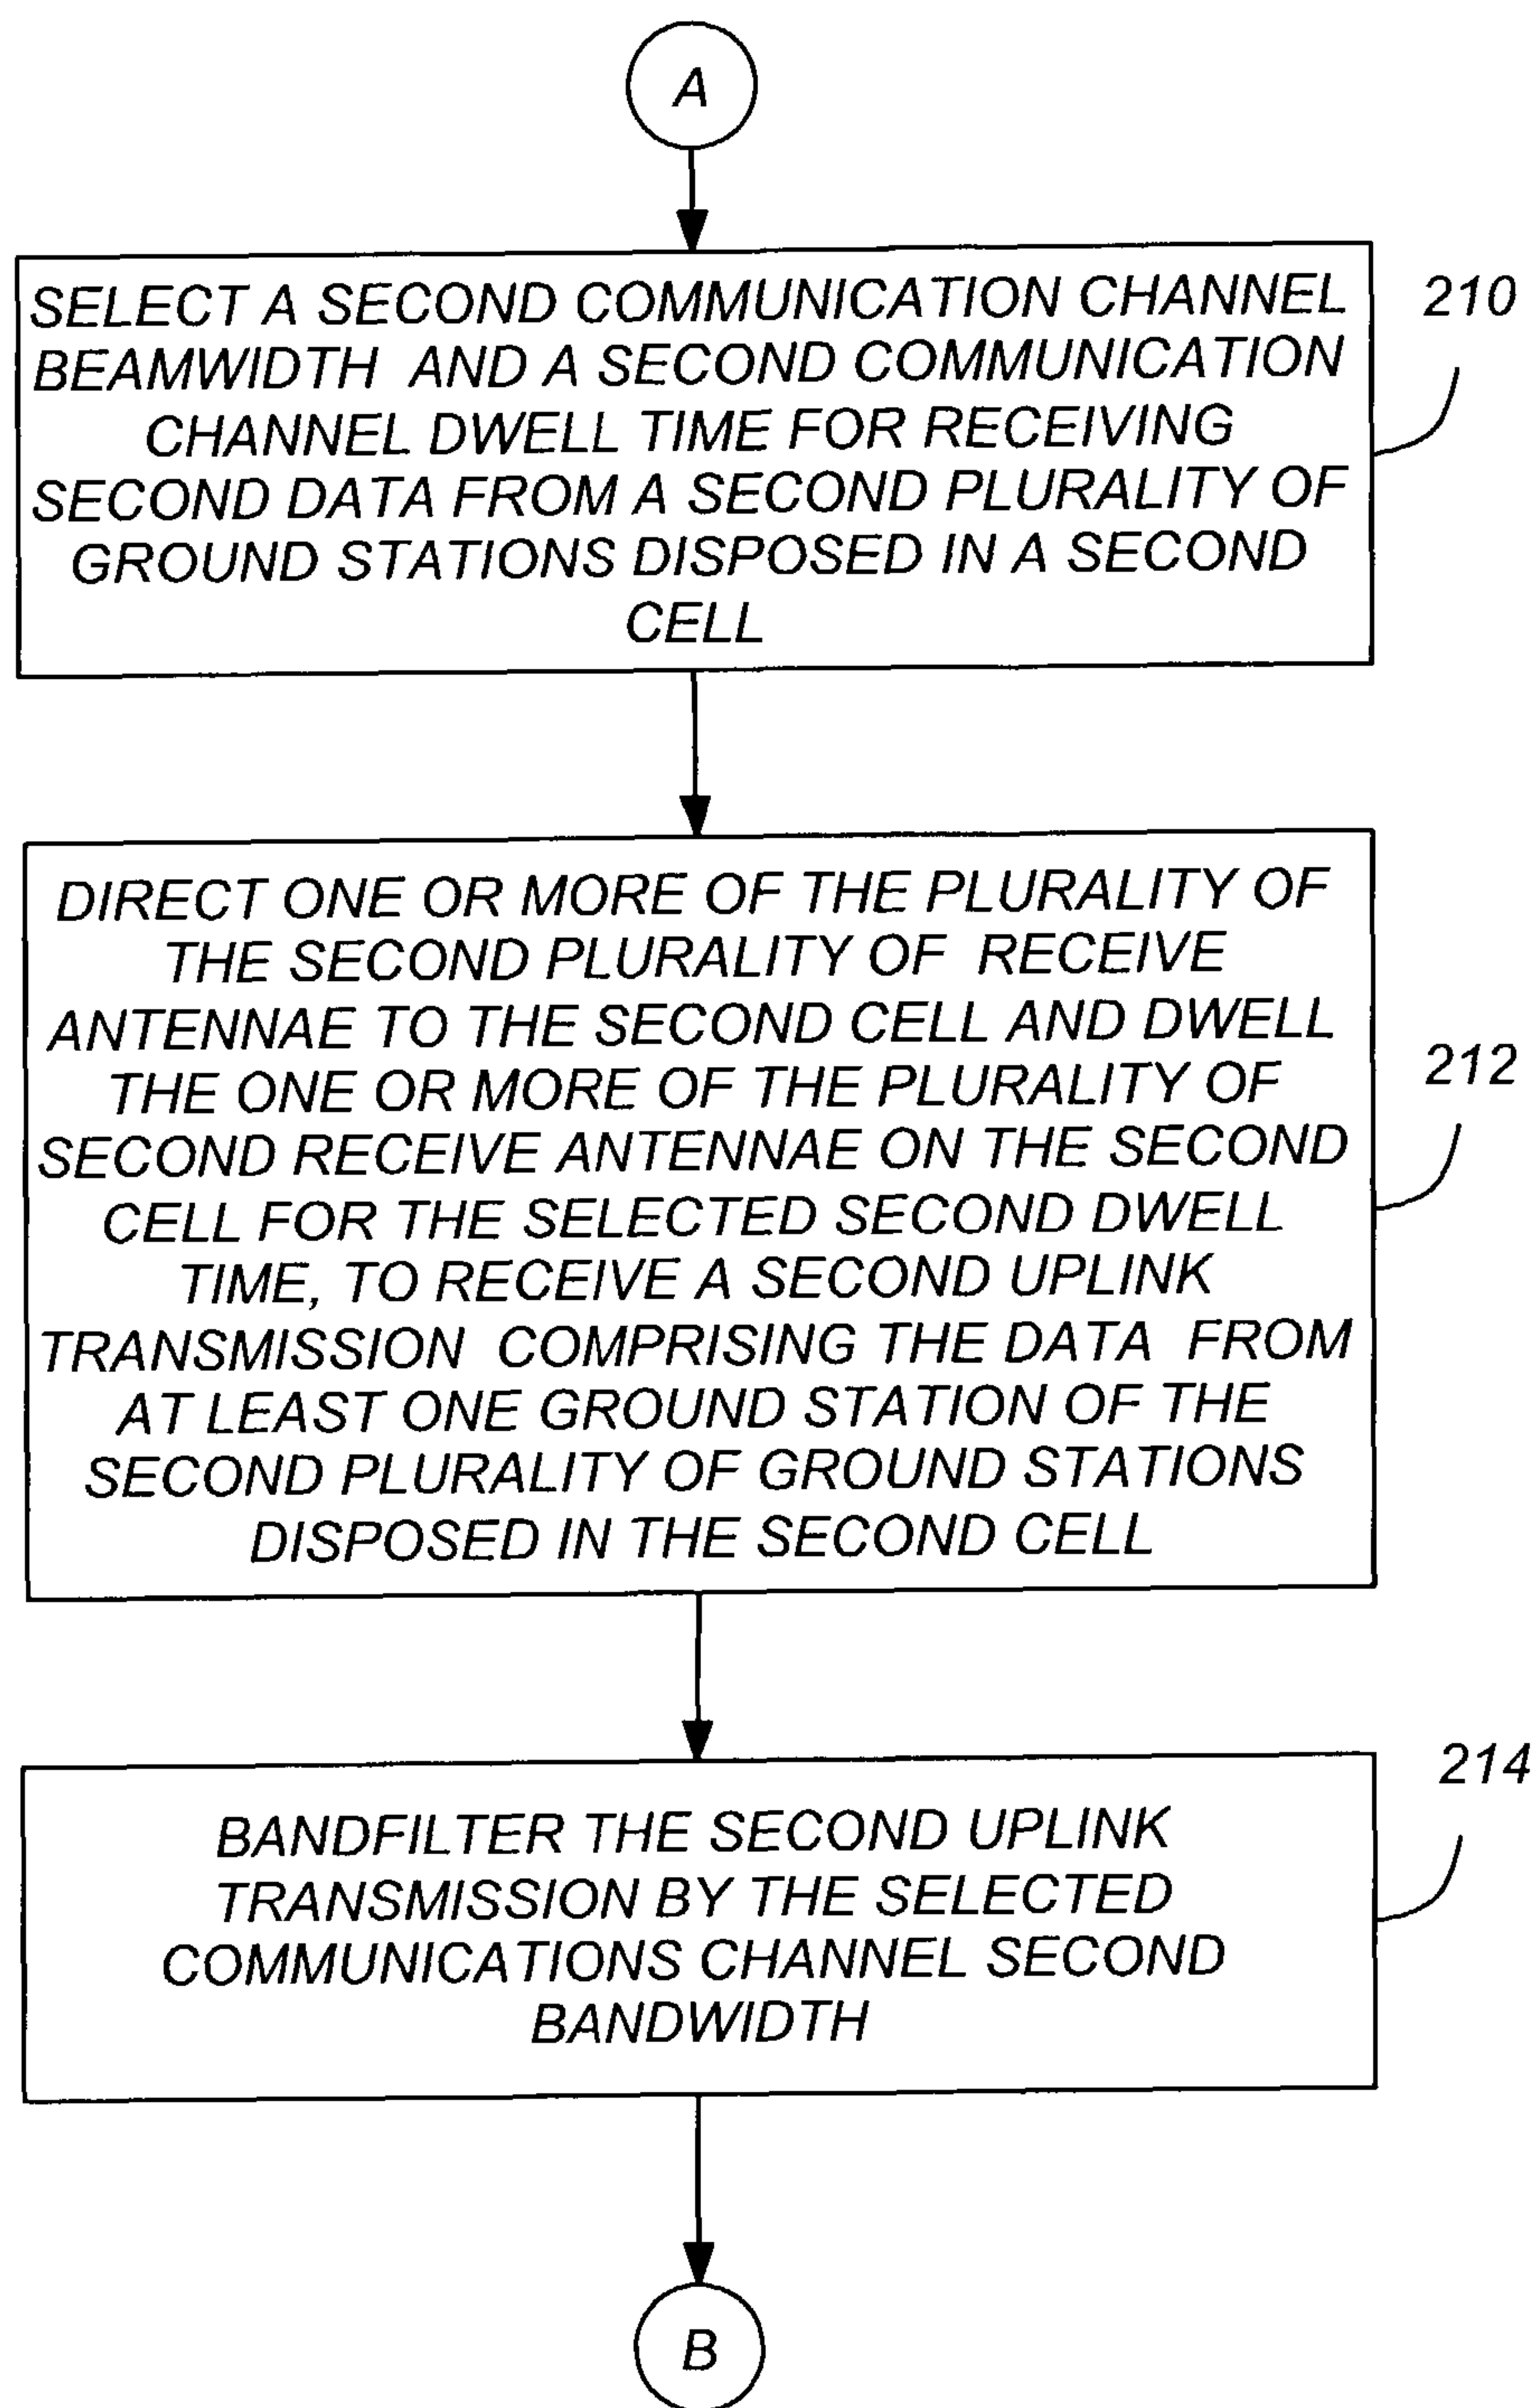 A
SELECT A SECOND COMMUNICATION CHANNEL
BEAMWIDTH AND A SECOND COMMUNICATION
CHANNEL DWELL TIME FOR RECEIVING
SECOND DATA FROM A SECOND PLURALITY OF
GROUND STATIONS DISPOSED IN A SECOND
CELL
210
DIRECT ONE OR MORE OF THE PLURALITY OF
THE SECOND PLURALITY OF RECEIVE
ANTENNAE TO THE SECOND CELL AND DWELL
THE ONE OR MORE OF THE PLURALITY OF
SECOND RECEIVE ANTENNAE ON THE SECOND
CELL FOR THE SELECTED SECOND DWELL
TIME, TO RECEIVE A SECOND UPLINK
TRANSMISSION COMPRISING THE DATA FROM
AT LEAST ONE GROUND STATION OF THE
SECOND PLURALITY OF GROUND STATIONS
DISPOSED IN THE SECOND CELL
212
BANDFILTER THE SECOND UPLINK
TRANSMISSION BY THE SELECTED
COMMUNICATIONS CHANNEL SECOND
BANDWIDTH
214
B